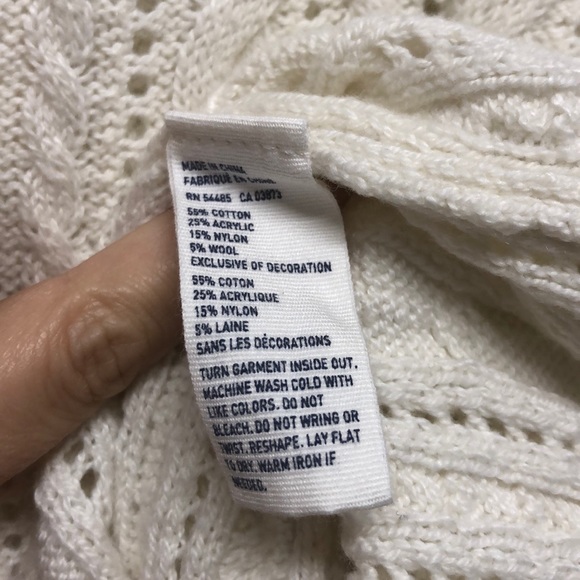 MADE IN CHINA
FABRIQUÉ EN CHINE
RN 54485 CA 03973
55% COTTON
25% ACRYLIC
15% NYLON
5% WOOL
EXCLUSIVE OF DECORATION
55% COTON
25% ACRYLIQUE
15% NYLON
5% LAINE
SANS LES DÉCORATIONS
TURN GARMENT INSIDE OUT.
MACHINE WASH COLD WITH
LIKE COLORS. DO NOT
BLEACH. DO NOT WRING OR
TWIST. RESHAPE. LAY FLAT
TO DRY. WARM IRON IF
NEEDED.